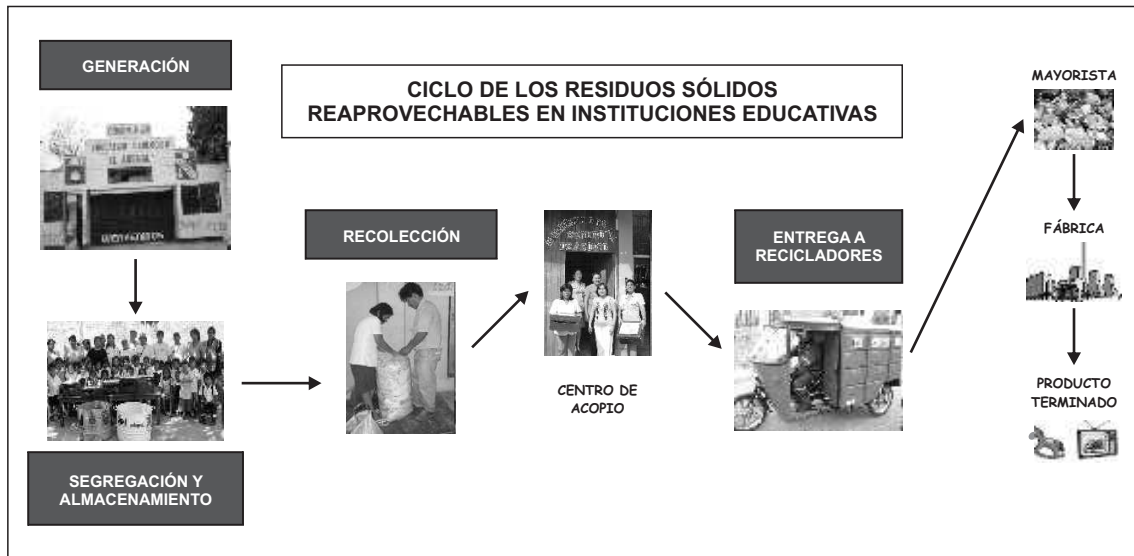 GENERACIÓN
CICLO DE LOS RESIDUOS SÓLIDOS
REAPROVECHABLES EN INSTITUCIONES EDUCATIVAS
MAYORISTA
RECOLECCIÓN
ENTREGA A
RECICLADORES
FÁBRICA
CENTRO DE
ACOPIO
PRODUCTO
TERMINADO
SEGREGACIÓN Y
ALMACENAMIENTO